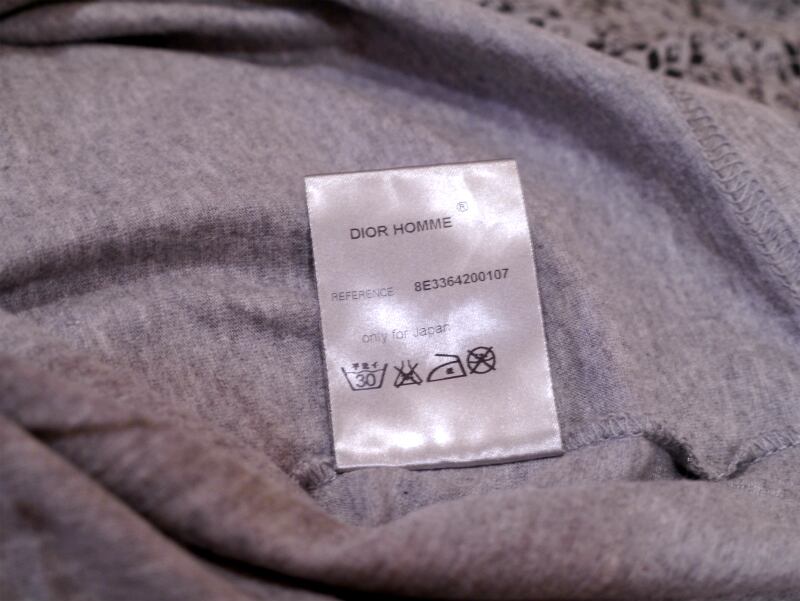 DIOR HOMME ®
REFERENCE 8E3364200107
only for Japan
30